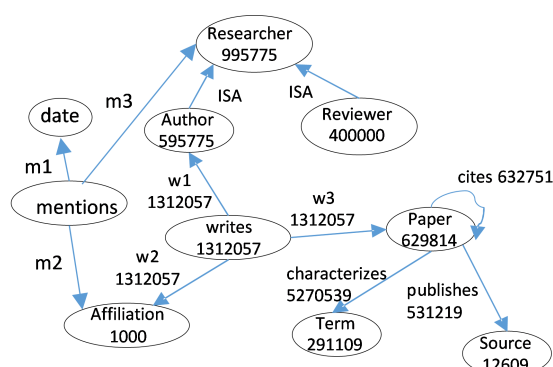 Researcher
995775
m3
ISA
ISA
date
Author
595775
Reviewer
400000
m1
mentions
w1
1312057
w3
1312057
cites 632751
writes
1312057
Paper
629814
m2
w2
1312057
characterizes
5270539
publishes
531219
Affiliation
1000
Term
291109
Source
12609